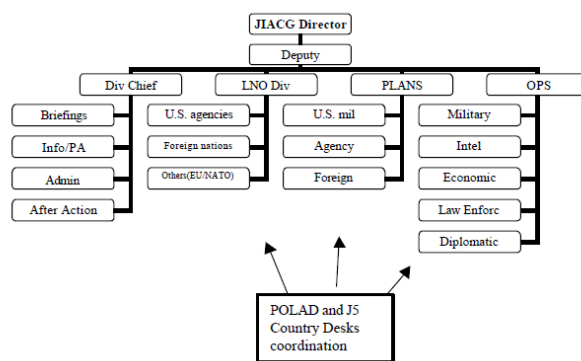 JIACG Director
Deputy
Div Chief
LNO Div
PLANS
OPS
Briefings
Info/PA
Admin
After Action
U.S. agencies
Foreign nations
Others(EU/NATO)
U.S. mil
Agency
Foreign
Military
Intel
Economic
Law Enforc
Diplomatic
POLAD and J5
Country Desks
coordination